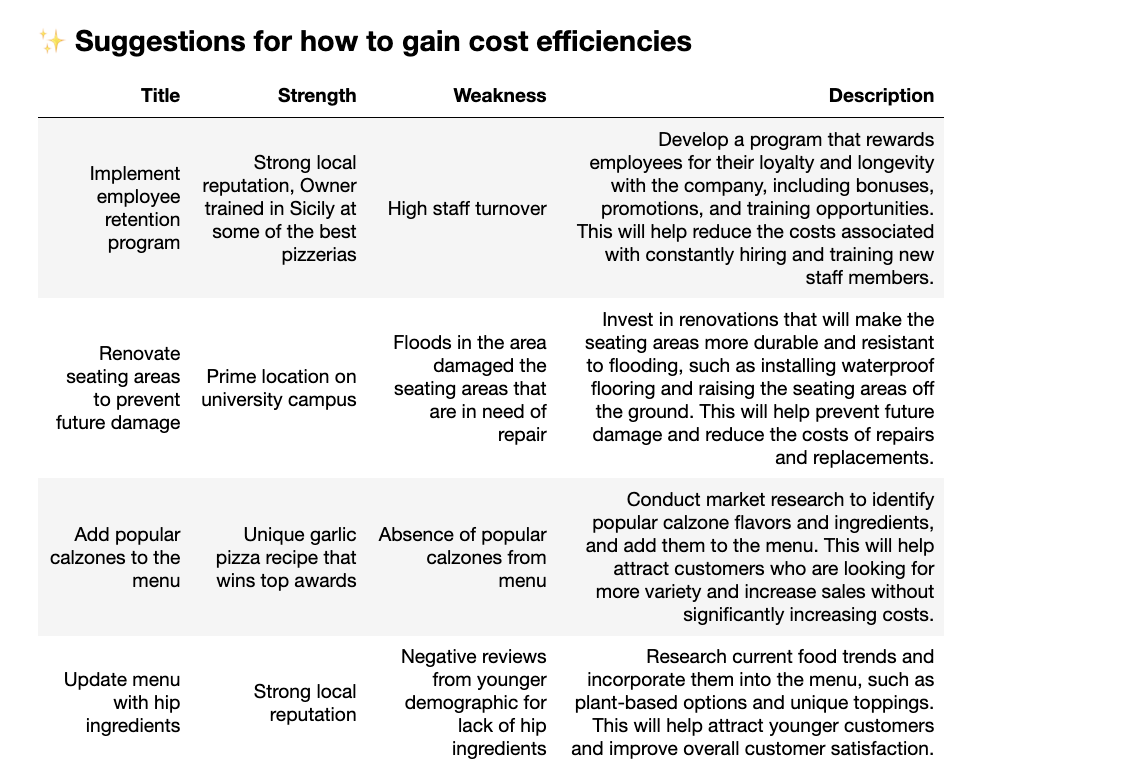 ✨ Suggestions for how to gain cost efficiencies
Title Strength Weakness Description
Implement
employee
retention
program
Strong local
reputation, Owner
trained in Sicily at
some of the best
pizzerias
High staff turnover
Develop a program that rewards
employees for their loyalty and longevity
with the company, including bonuses,
promotions, and training opportunities.
This will help reduce the costs associated
with constantly hiring and training new
staff members.
Renovate
seating areas
to prevent
future damage
Prime location on
university campus
Floods in the area
damaged the
seating areas that
are in need of
repair
Invest in renovations that will make the
seating areas more durable and resistant
to flooding, such as installing waterproof
flooring and raising the seating areas off
the ground. This will help prevent future
damage and reduce the costs of repairs
and replacements.
Add popular
calzones to the
menu
Unique garlic
pizza recipe that
wins top awards
Absence of popular
calzones from
menu
Conduct market research to identify
popular calzone flavors and ingredients,
and add them to the menu. This will help
attract customers who are looking for
more variety and increase sales without
significantly increasing costs.
Update menu
with hip
ingredients
Strong local
reputation
Negative reviews
from younger
demographic for
lack of hip
ingredients
Research current food trends and
incorporate them into the menu, such as
plant-based options and unique toppings.
This will help attract younger customers
and improve overall customer satisfaction.